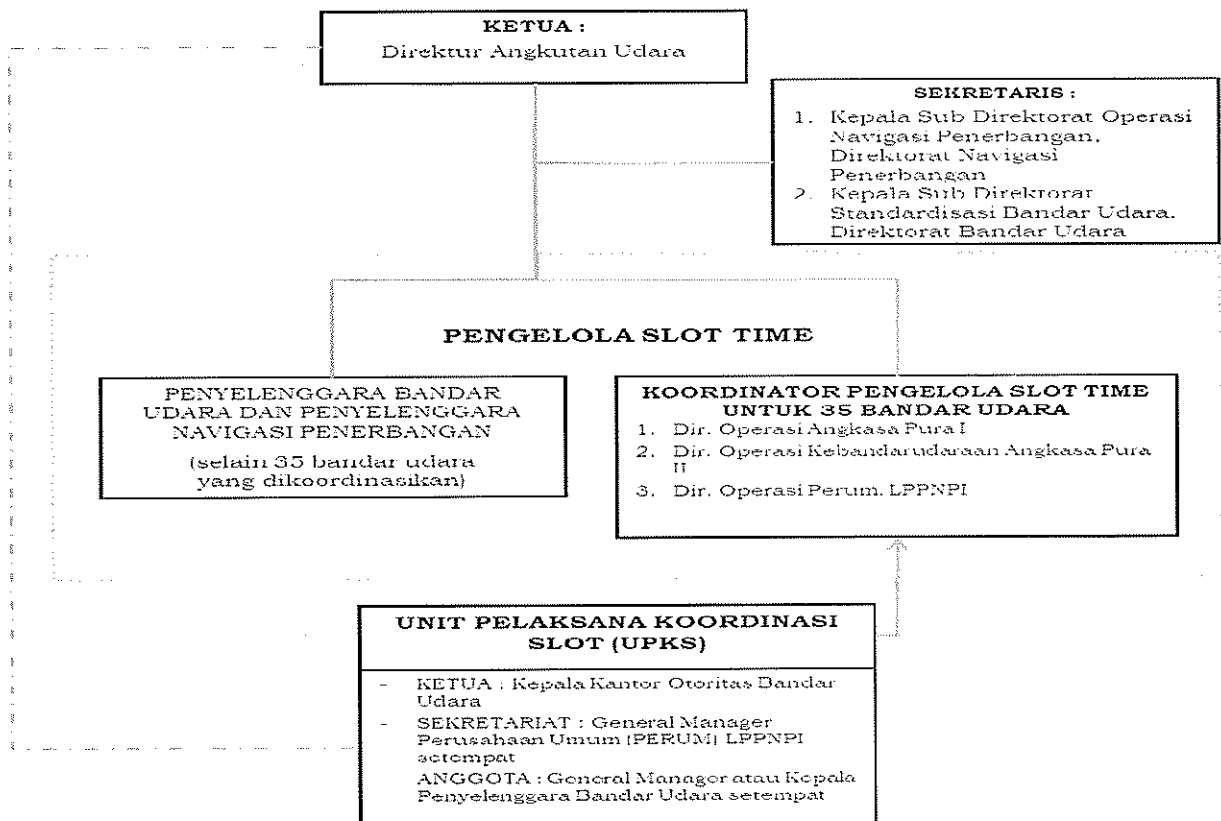 KETUA :
Direktur Angkutan Udara
SEKRETARIS :
1. Kepala Sub Direktorat Operasi
Navigasi Penerbangan,
Direktorat Navigasi
Penerbangan
2. Kepala Sub Direktorat
Standardisasi Bandar Udara,
Direktorat Bandar Udara
PENGELOLA SLOT TIME
PENYELENGGARA BANDAR
UDARA DAN PENYELENGGARA
NAVIGASI PENERBANGAN
(selain 35 bandar udara
yang dikoordinasikan)
KOORDINATOR PENGELOLA SLOT TIME
UNTUK 35 BANDAR UDARA
1. Dir. Operasi Angkasa Pura I
2. Dir. Operasi Kebandarudaraan Angkasa Pura
II
3. Dir. Operasi Perum. LPPNPI
UNIT PELAKSANA KOORDINASI
SLOT (UPKS)
- KETUA : Kepala Kantor Otoritas Bandar
Udara
- SEKRETARIAT : General Manager
Perusahaan Umum (PERUM) LPPNPI
setempat
ANGGOTA : General Manager atau Kepala
Penyelenggara Bandar Udara setempat